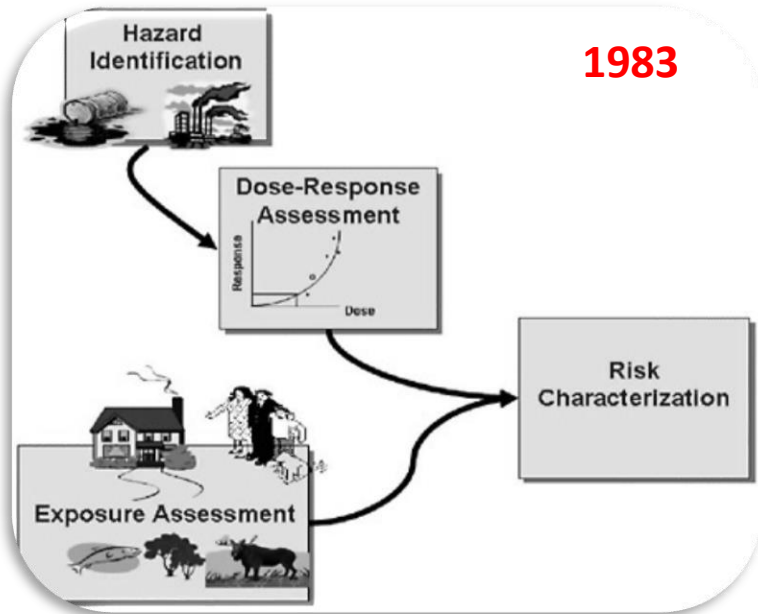 Hazard
Identification
1983
Dose-Response
Assessment
Response
Dose
Risk
Characterization
Exposure Assessment